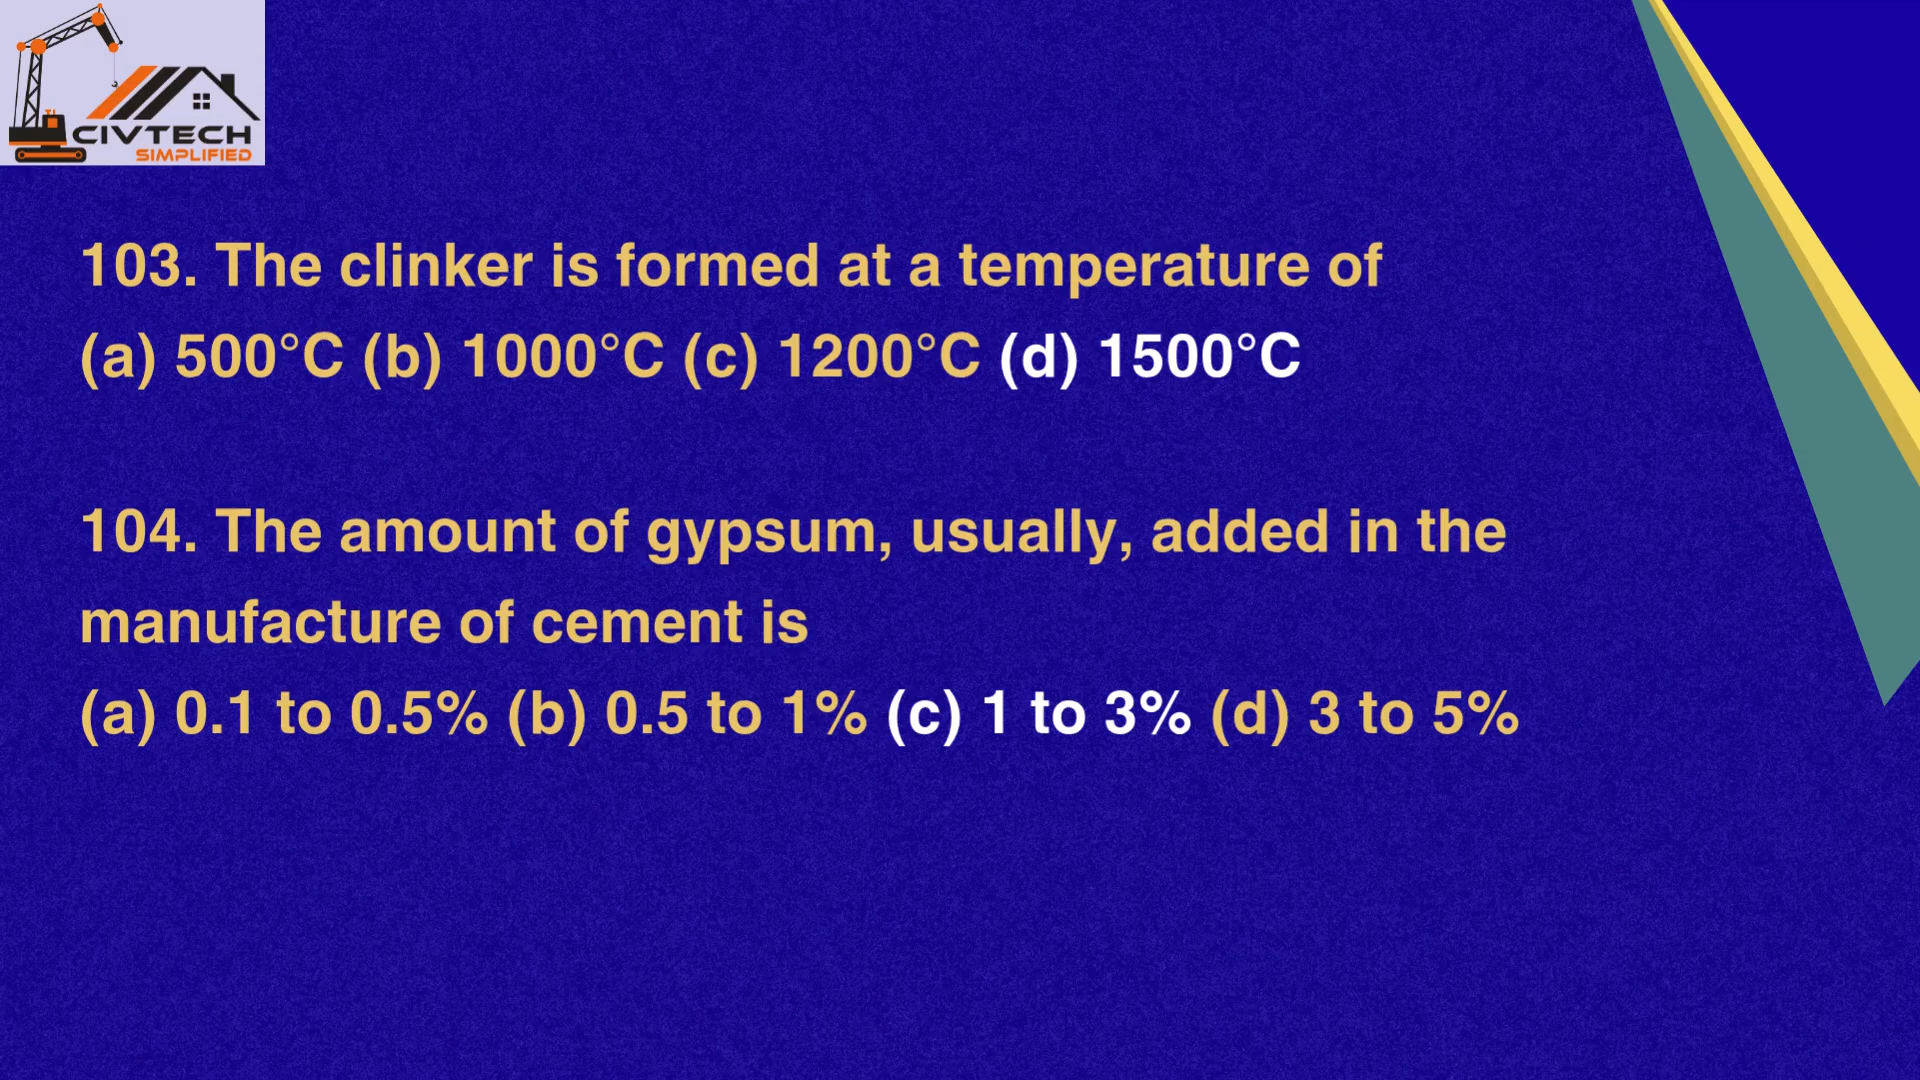 CIVTECH
SIMPLIFIED
103. The clinker is formed at a temperature of
(a) 500°C (b) 1000°C (c) 1200°C (d) 1500°C
104. The amount of gypsum, usually, added in the
manufacture of cement is
(a) 0.1 to 0.5% (b) 0.5 to 1% (c) 1 to 3% (d) 3 to 5%